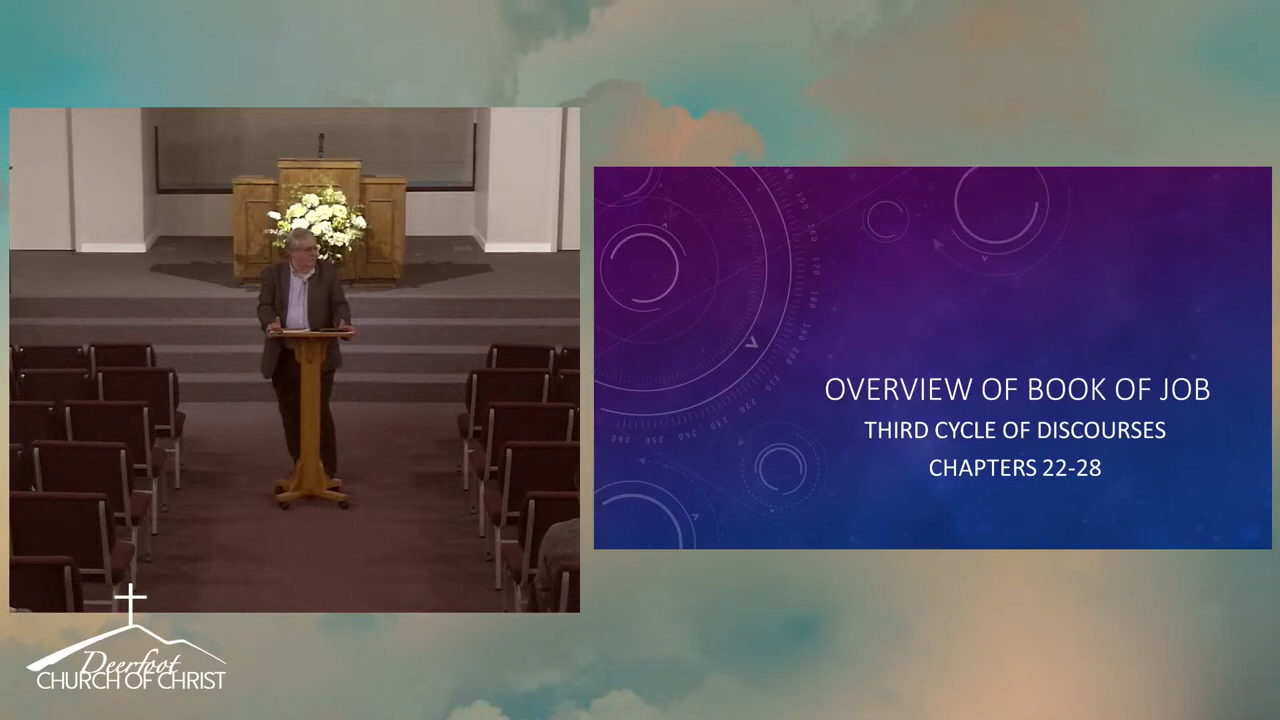 OVERVIEW OF BOOK OF JOB
THIRD CYCLE OF DISCOURSES
CHAPTERS 22-28
Deerfoot
CHURCH OF CHRIST